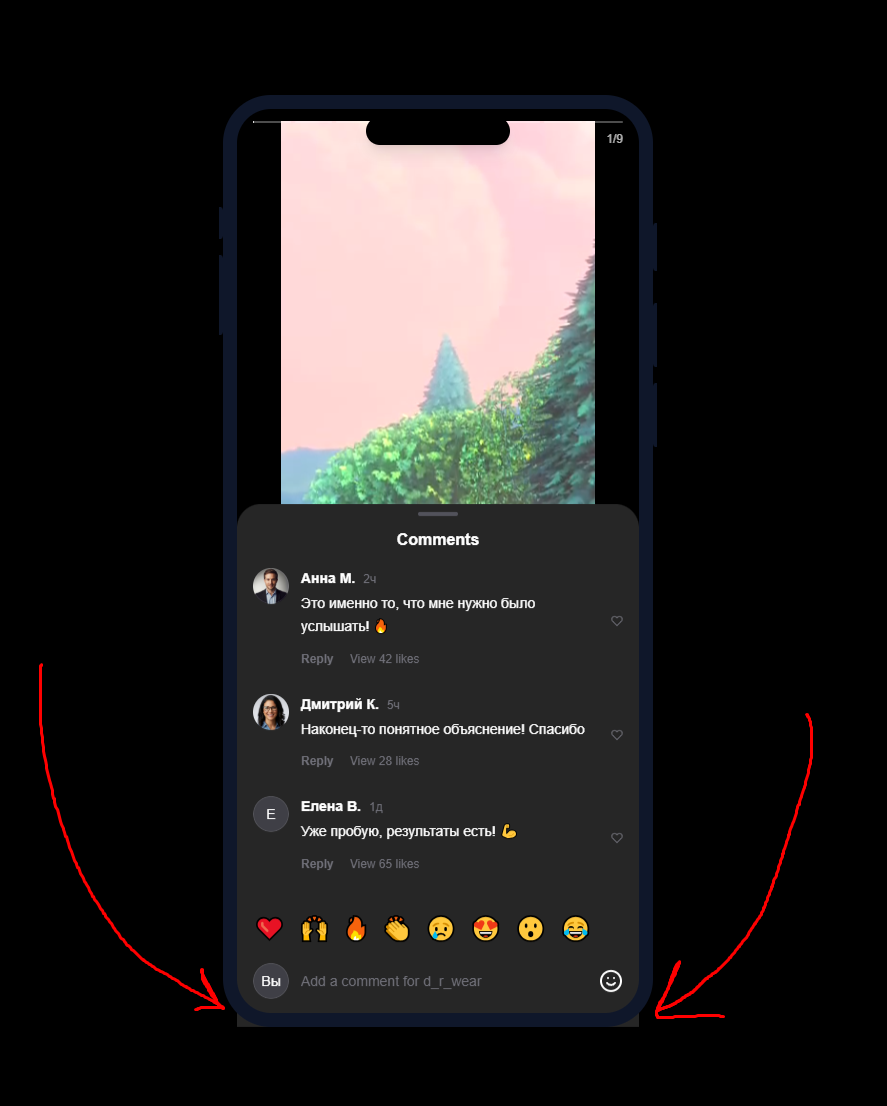 1/9
Comments
Анна М. 2ч
Это именно то, что мне нужно было
услышать! 🔥
Reply View 42 likes
Дмитрий К. 5ч
Наконец-то понятное объяснение! Спасибо
Reply View 28 likes
E
Елена В. 1д
Уже пробую, результаты есть! 💪
Reply View 65 likes
❤️ 🙌 🔥 👏 😢 😍 😮 😂
Вы Add a comment for d_r_wear